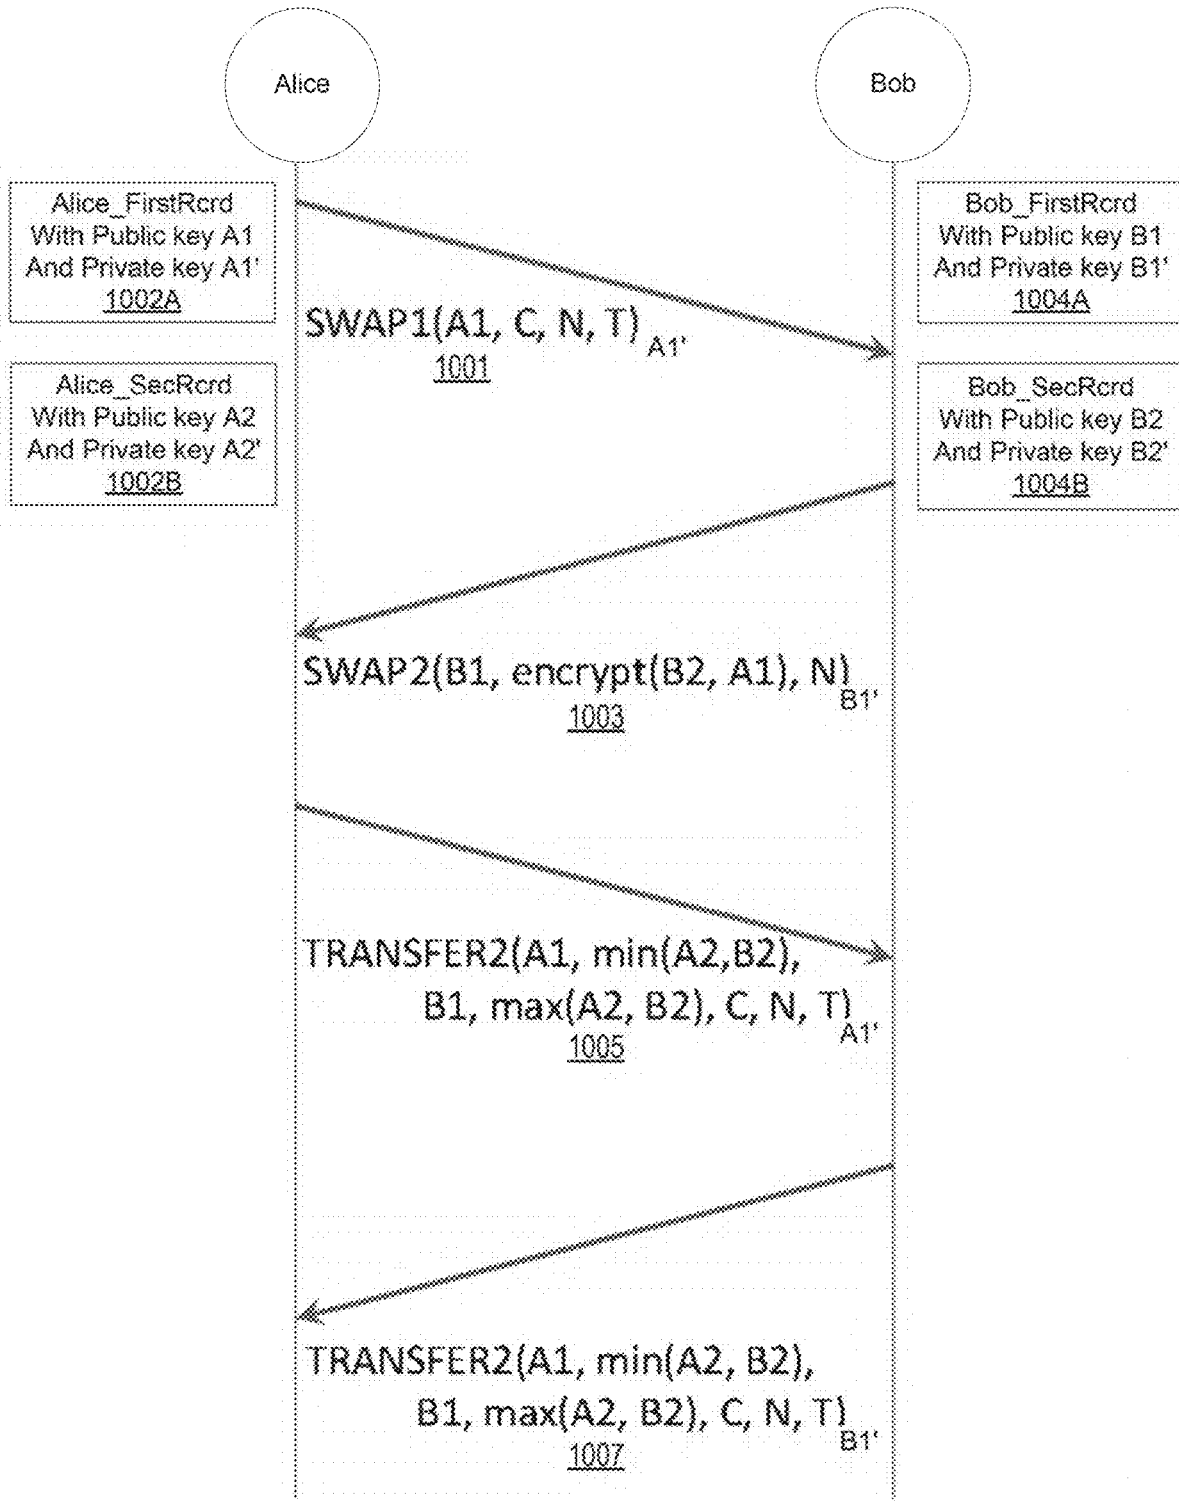 Alice
Bob
Alice_FirstRcrd
With Public key A1
And Private key A1'
1002A
Bob_FirstRcrd
With Public key B1
And Private key B1'
1004A
SWAP1(A1, C, N, T) A1'
1001
Alice_SecRcrd
With Public key A2
And Private key A2'
1002B
Bob_SecRcrd
With Public key B2
And Private key B2'
1004B
SWAP2(B1, encrypt(B2, A1), N) B1'
1003
TRANSFER2(A1, min(A2,B2),
B1, max(A2, B2), C, N, T) A1'
1005
TRANSFER2(A1, min(A2, B2),
B1, max(A2, B2), C, N, T) B1'
1007